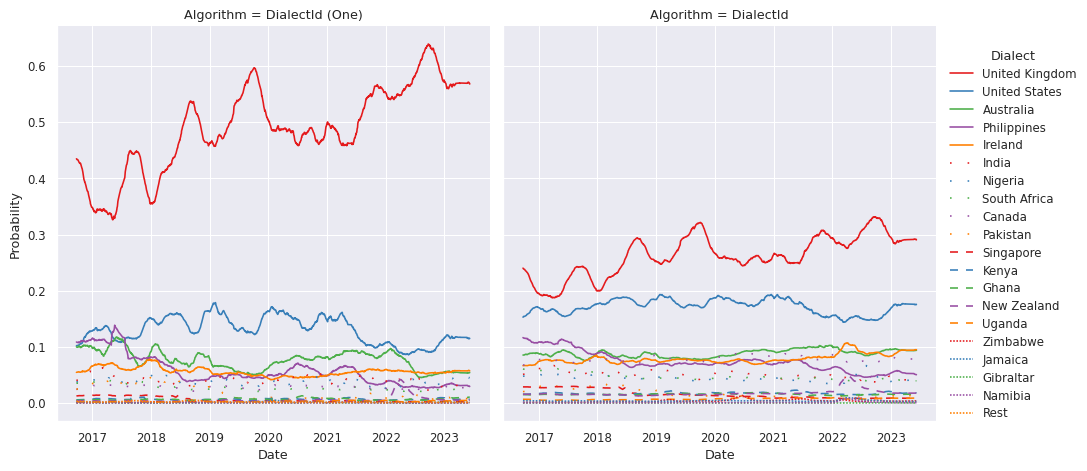 Algorithm = DialectId (One)
Algorithm = DialectId
Probability
0.6
0.5
0.4
0.3
0.2
0.1
0.0
2017 2018 2019 2020 2021 2022 2023
Date
2017 2018 2019 2020 2021 2022 2023
Date
Dialect
United Kingdom
United States
Australia
Philippines
Ireland
India
Nigeria
South Africa
Canada
Pakistan
Singapore
Kenya
Ghana
New Zealand
Uganda
Zimbabwe
Jamaica
Gibraltar
Namibia
Rest